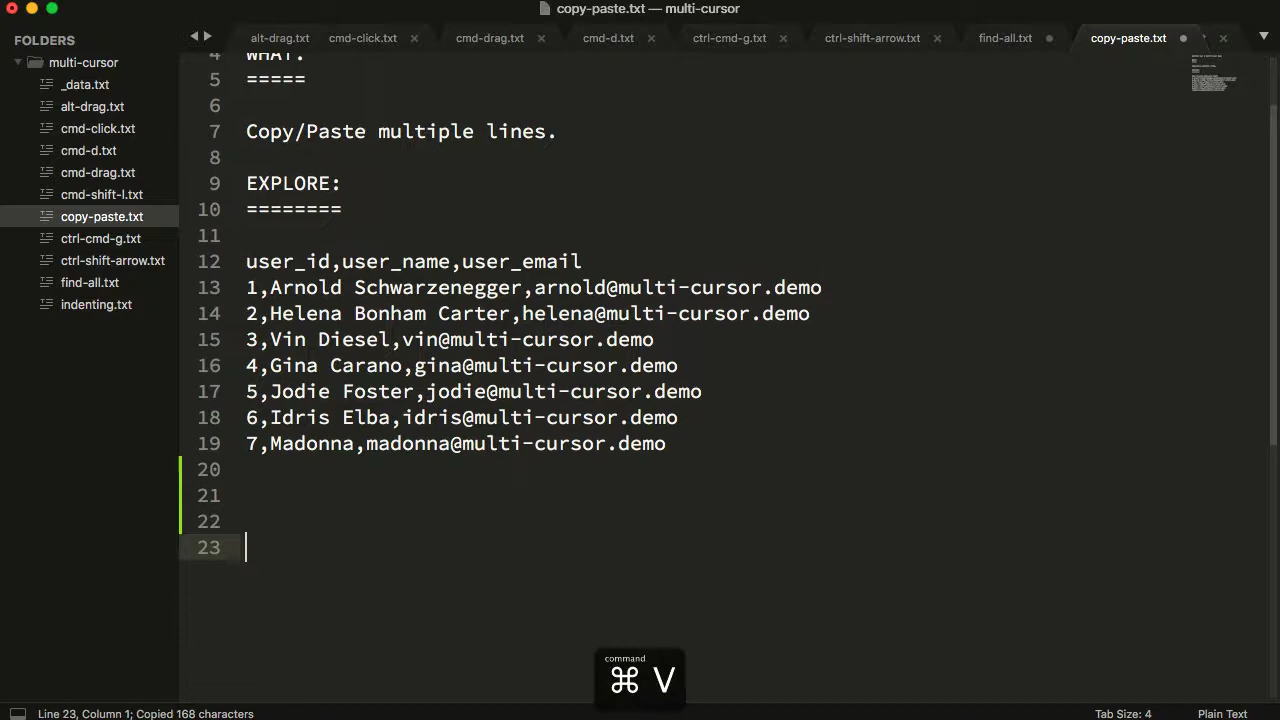 copy-paste.txt — multi-cursor
FOLDERS
multi-cursor
_data.txt
alt-drag.txt
cmd-click.txt
cmd-d.txt
cmd-drag.txt
cmd-shift-l.txt
copy-paste.txt
ctrl-cmd-g.txt
ctrl-shift-arrow.txt
find-all.txt
indenting.txt
alt-drag.txt cmd-click.txt cmd-drag.txt cmd-d.txt ctrl-cmd-g.txt ctrl-shift-arrow.txt find-all.txt copy-paste.txt
4 WHAT:
5 =====
6
7 Copy/Paste multiple lines.
8
9 EXPLORE:
10 ========
11
12 user_id,user_name,user_email
13 1,Arnold Schwarzenegger,arnold@multi-cursor.demo
14 2,Helena Bonham Carter,helena@multi-cursor.demo
15 3,Vin Diesel,vin@multi-cursor.demo
16 4,Gina Carano,gina@multi-cursor.demo
17 5,Jodie Foster,jodie@multi-cursor.demo
18 6,Idris Elba,idris@multi-cursor.demo
19 7,Madonna,madonna@multi-cursor.demo
20
21
22
23
command
⌘ V
Line 23, Column 1; Copied 168 characters
Tab Size: 4 Plain Text